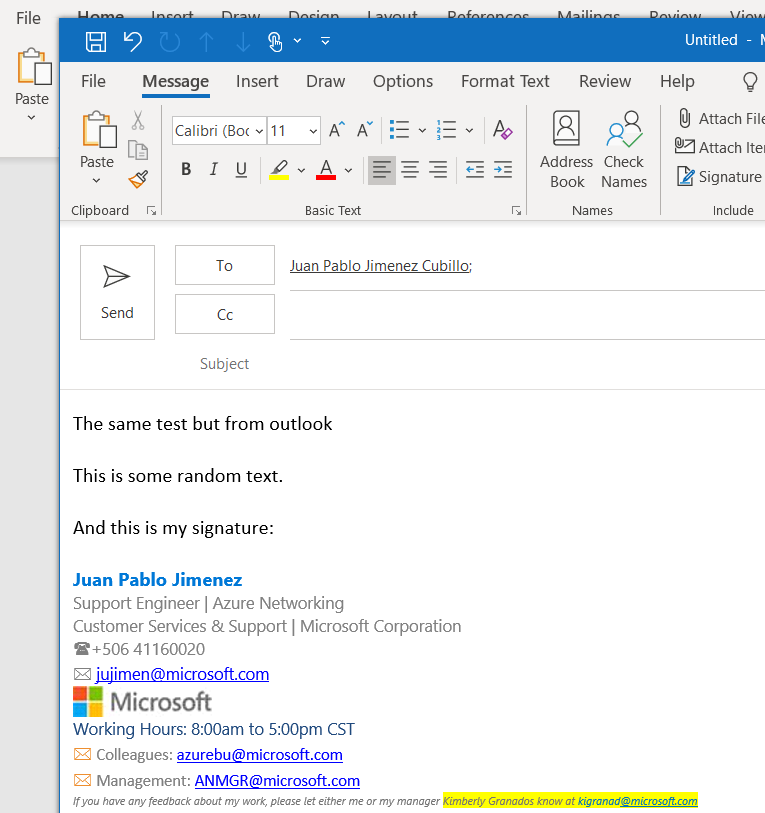 File Home Insert Draw Design Layout References Mailings Review View
Untitled -
Paste
File Message Insert Draw Options Format Text Review Help
Calibri (Boc 11 A A
Paste
B I U A
Address Book
Check Names
Attach File
Attach Iter
Signature
Clipboard Basic Text Names Include
Send
To
Juan Pablo Jimenez Cubillo;
Cc
Subject
The same test but from outlook
This is some random text.
And this is my signature:
Juan Pablo Jimenez
Support Engineer | Azure Networking
Customer Services & Support | Microsoft Corporation
☎+506 41160020
✉ jujimen@microsoft.com
Microsoft
Working Hours: 8:00am to 5:00pm CST
✉ Colleagues: azurebu@microsoft.com
✉ Management: ANMGR@microsoft.com
If you have any feedback about my work, please let either me or my manager Kimberly Granados know at kigranad@microsoft.com